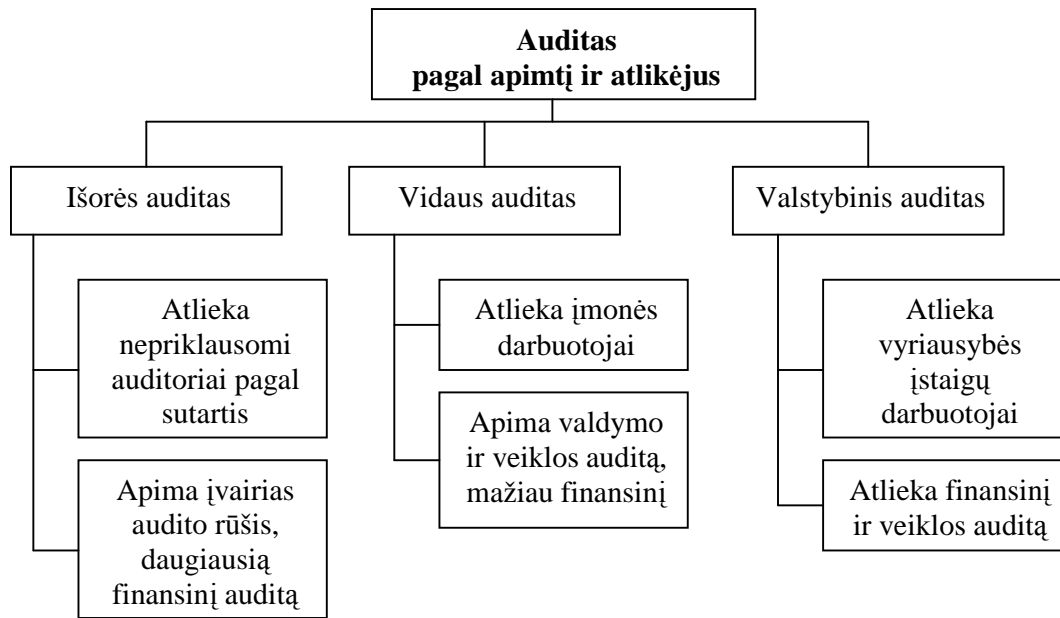 Auditas
pagal apimtį ir atlikėjus
Išorės auditas
Vidaus auditas
Valstybinis auditas
Atlieka
nepriklausomi
auditoriai pagal
sutartis
Apima įvairias
audito rūšis,
daugiausią
finansinį auditą
Atlieka įmonės
darbuotojai
Apima valdymo
ir veiklos auditą,
mažiau finansinį
Atlieka
vyriausybės
įstaigų
darbuotojai
Atlieka finansinį
ir veiklos auditą